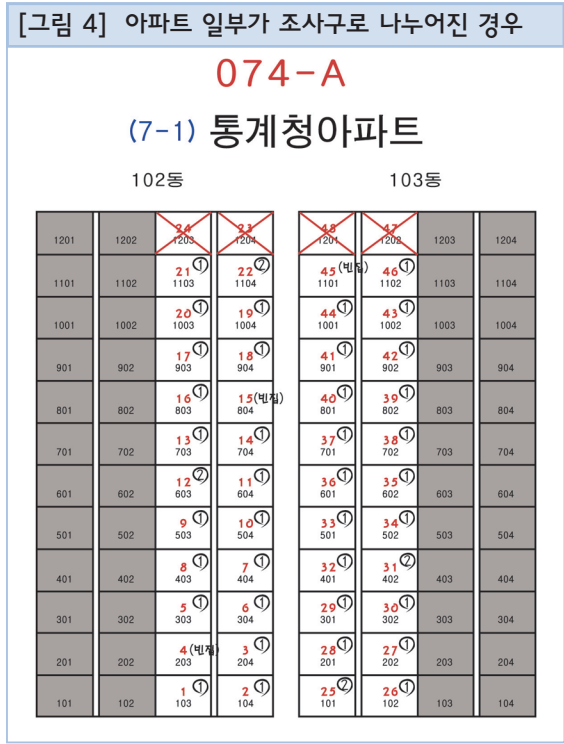 [그림 4] 아파트 일부가 조사구로 나누어진 경우
074-A
(7-1) 통계청아파트
102동 103동
24 23 48 47
1201 1202 1203 1204 1201 1202 1203 1204
21 ① 22 ② 45 (빈집) 46 ①
1101 1102 1103 1104 1101 1102 1103 1104
20 ① 19 ① 44 ① 43 ①
1001 1002 1003 1004 1001 1002 1003 1004
17 ① 18 ① 41 ① 42 ①
901 902 903 904 901 902 903 904
16 ① 15 (빈집) 40 ① 39 ①
801 802 803 804 801 802 803 804
13 ① 14 ① 37 ① 38 ①
701 702 703 704 701 702 703 704
12 ② 11 ① 36 ① 35 ①
601 602 603 604 601 602 603 604
9 ① 10 ① 33 ① 34 ①
501 502 503 504 501 502 503 504
8 ① 7 ① 32 ① 31 ②
401 402 403 404 401 402 403 404
5 ① 6 ① 29 ① 30 ①
301 302 303 304 301 302 303 304
4 (빈집) 3 ① 28 ① 27 ①
201 202 203 204 201 202 203 204
1 ① 2 ① 25 ② 26 ①
101 102 103 104 101 102 103 104